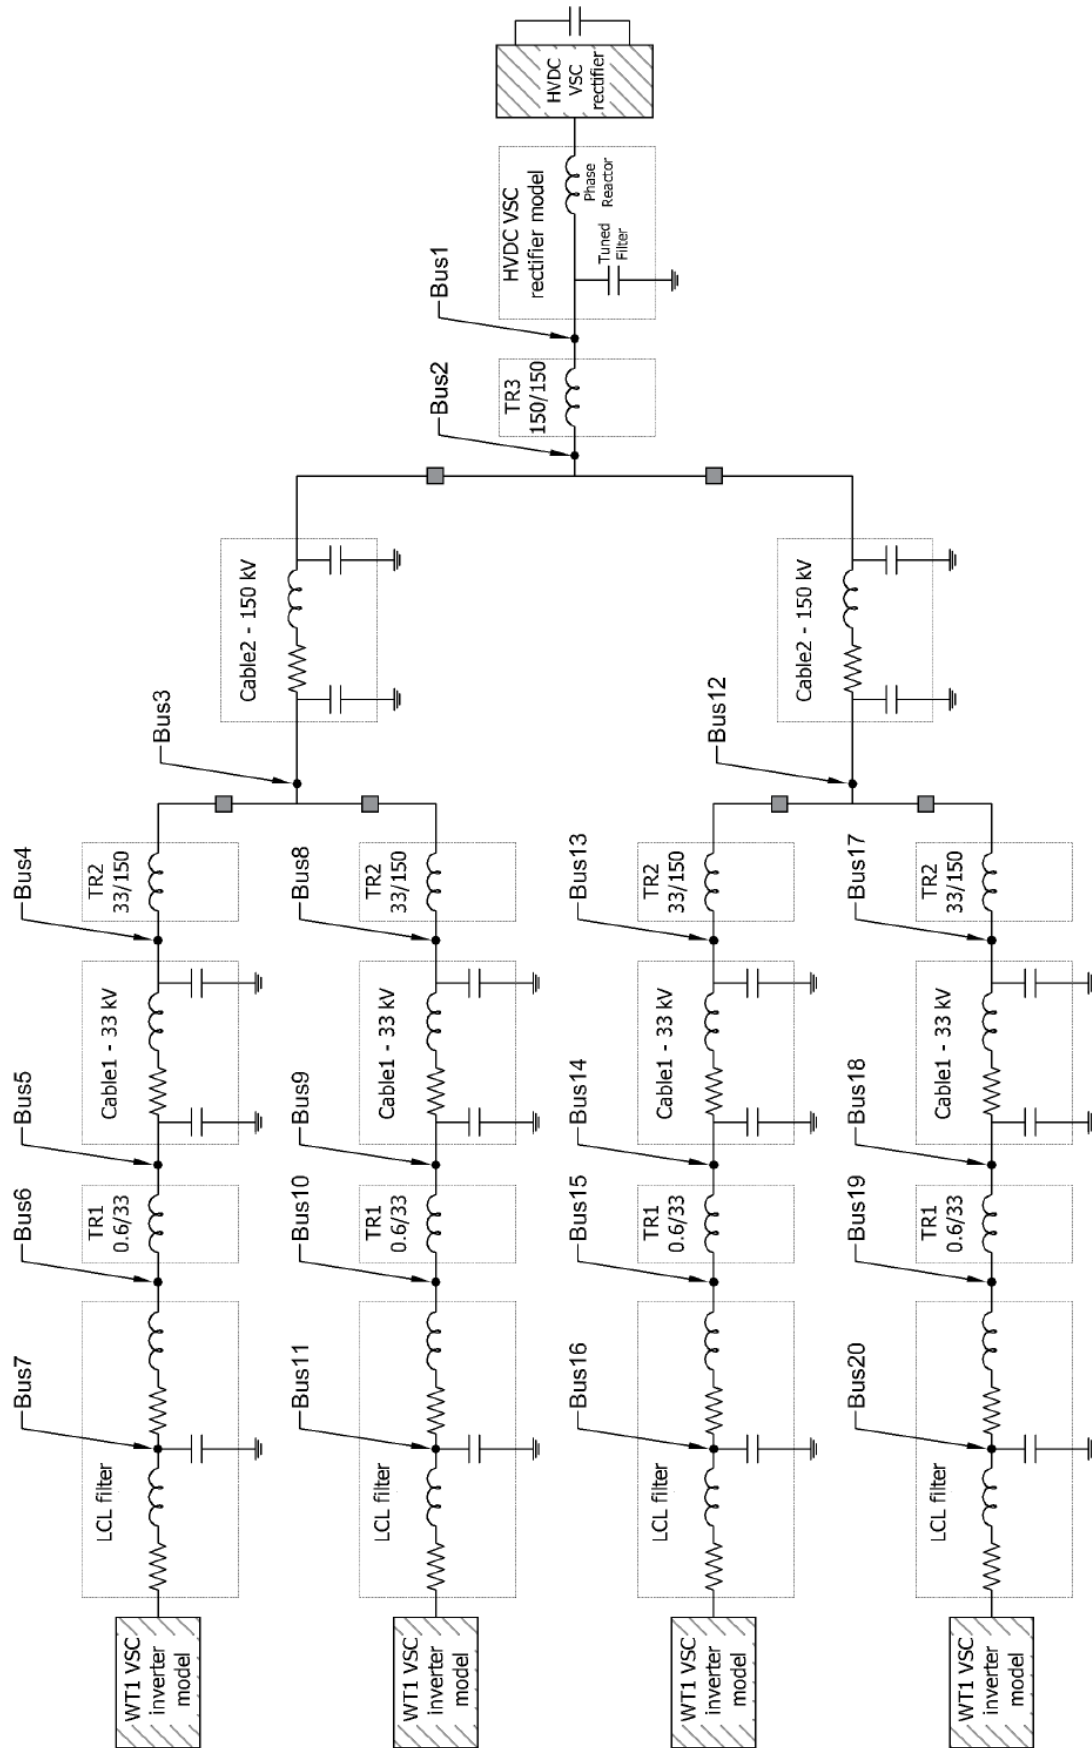 HVDC
VSC
rectifier
HVDC VSC
rectifier model
Phase
Reactor
Tuned
Filter
Bus1
TR3
150/150
Bus2
Cable2 - 150 kV
Cable2 - 150 kV
Bus3
Bus12
TR2
33/150
TR2
33/150
TR2
33/150
TR2
33/150
Bus4
Bus8
Bus13
Bus17
Cable1 - 33 kV
Cable1 - 33 kV
Cable1 - 33 kV
Cable1 - 33 kV
Bus5
Bus9
Bus14
Bus18
TR1
0.6/33
TR1
0.6/33
TR1
0.6/33
TR1
0.6/33
Bus6
Bus10
Bus15
Bus19
Bus7
Bus11
Bus16
Bus20
LCL filter
LCL filter
LCL filter
LCL filter
WT1 VSC
inverter
model
WT1 VSC
inverter
model
WT1 VSC
inverter
model
WT1 VSC
inverter
model